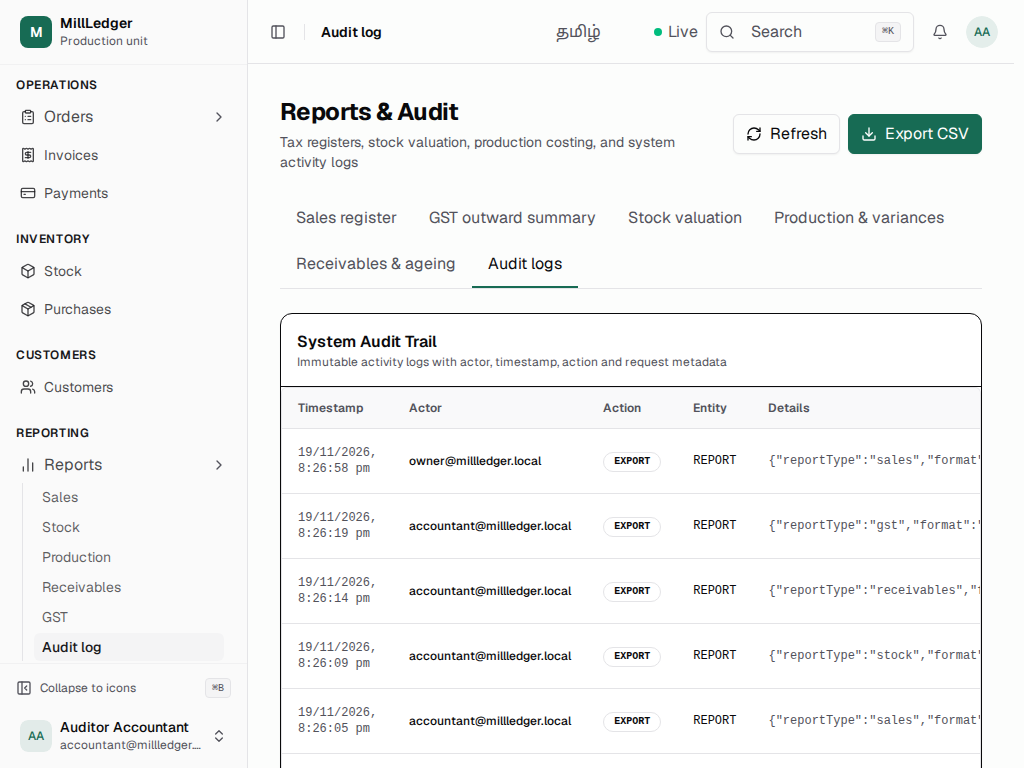 M
MillLedger
Production unit
OPERATIONS
Orders
Invoices
Payments
INVENTORY
Stock
Purchases
CUSTOMERS
Customers
REPORTING
Reports
Sales
Stock
Production
Receivables
GST
Audit log
Collapse to icons ⌘B
AA
Auditor Accountant
accountant@millledger....
Audit log
தமிழ்
Live
Search ⌘K
AA
Reports & Audit
Tax registers, stock valuation, production costing, and system
activity logs
Refresh
Export CSV
Sales register GST outward summary Stock valuation Production & variances
Receivables & ageing Audit logs
System Audit Trail
Immutable activity logs with actor, timestamp, action and request metadata
Timestamp Actor Action Entity Details
19/11/2026,
8:26:58 pm owner@millledger.local EXPORT REPORT {"reportType":"sales","format"
19/11/2026,
8:26:19 pm accountant@millledger.local EXPORT REPORT {"reportType":"gst","format":"
19/11/2026,
8:26:14 pm accountant@millledger.local EXPORT REPORT {"reportType":"receivables","f
19/11/2026,
8:26:09 pm accountant@millledger.local EXPORT REPORT {"reportType":"stock","format"
19/11/2026,
8:26:05 pm accountant@millledger.local EXPORT REPORT {"reportType":"sales","format"